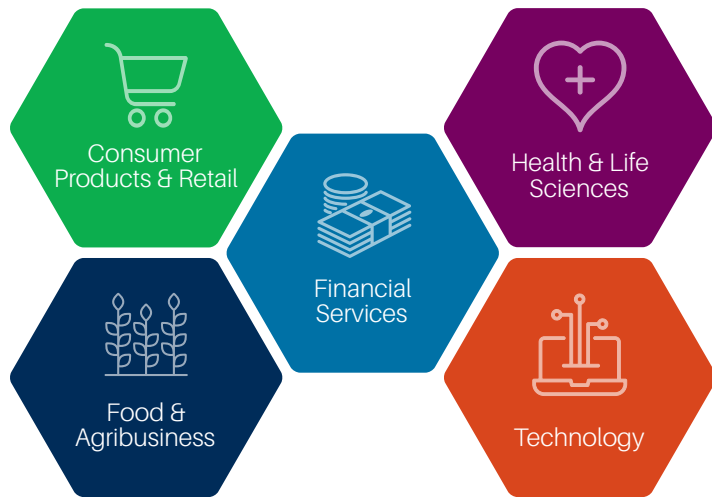 Consumer
Products & Retail
Health & Life
Sciences
Financial
Services
Food &
Agribusiness
Technology